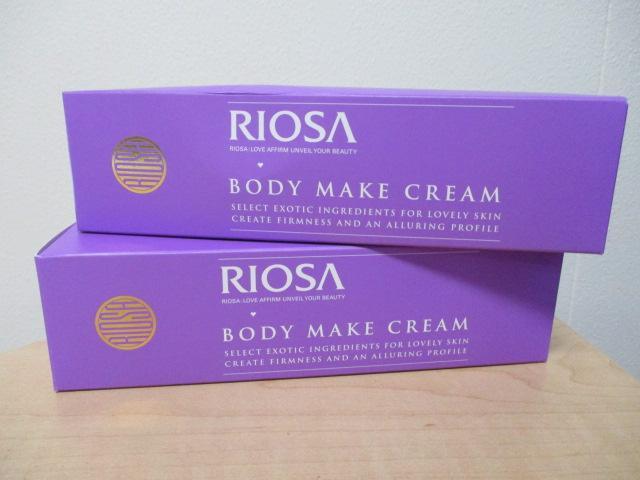 RIOSA
RIOSA: LOVE AFFIRM UNVEIL YOUR BEAUTY
BODY MAKE CREAM
SELECT EXOTIC INGREDIENTS FOR LOVELY SKIN
CREATE FIRMNESS AND AN ALLURING PROFILE
RIOSA
RIOSA
RIOSA: LOVE AFFIRM UNVEIL YOUR BEAUTY
BODY MAKE CREAM
SELECT EXOTIC INGREDIENTS FOR LOVELY SKIN
CREATE FIRMNESS AND AN ALLURING PROFILE
RIOSA